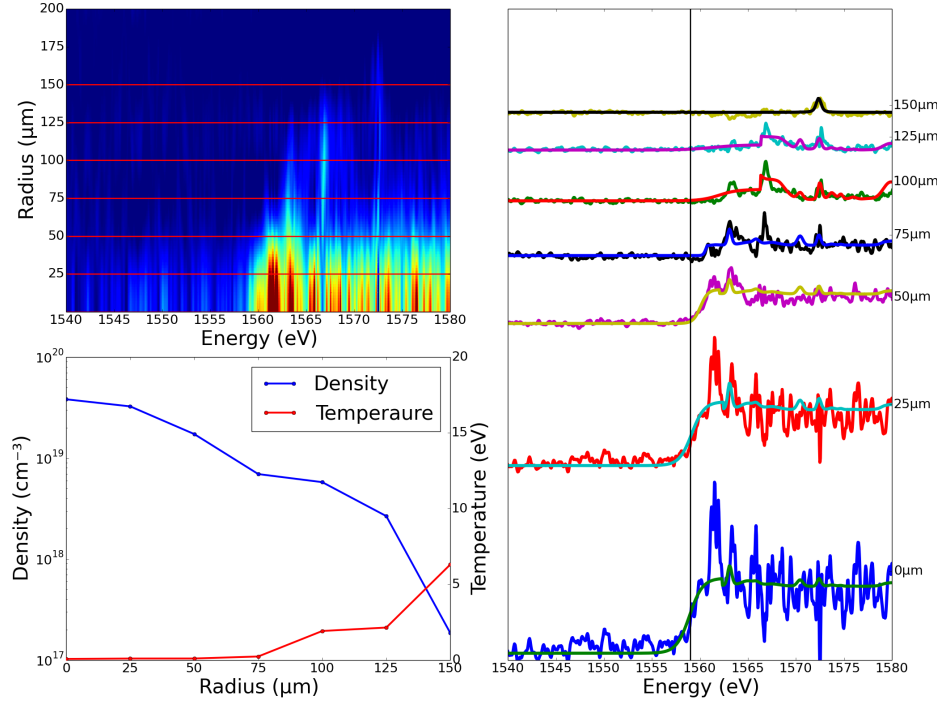 200
175
150
125
100
75
50
25
Radius (µm)
1540 1545 1550 1555 1560 1565 1570 1575 1580
Energy (eV)
10²⁰
10¹⁹
10¹⁸
10¹⁷
Density (cm⁻³)
Density
Temperaure
20
15
10
5
0
Temperature (eV)
0 25 50 75 100 125 150
Radius (µm)
150µm
125µm
100µm
75µm
50µm
25µm
0µm
1540 1545 1550 1555 1560 1565 1570 1575 1580
Energy (eV)